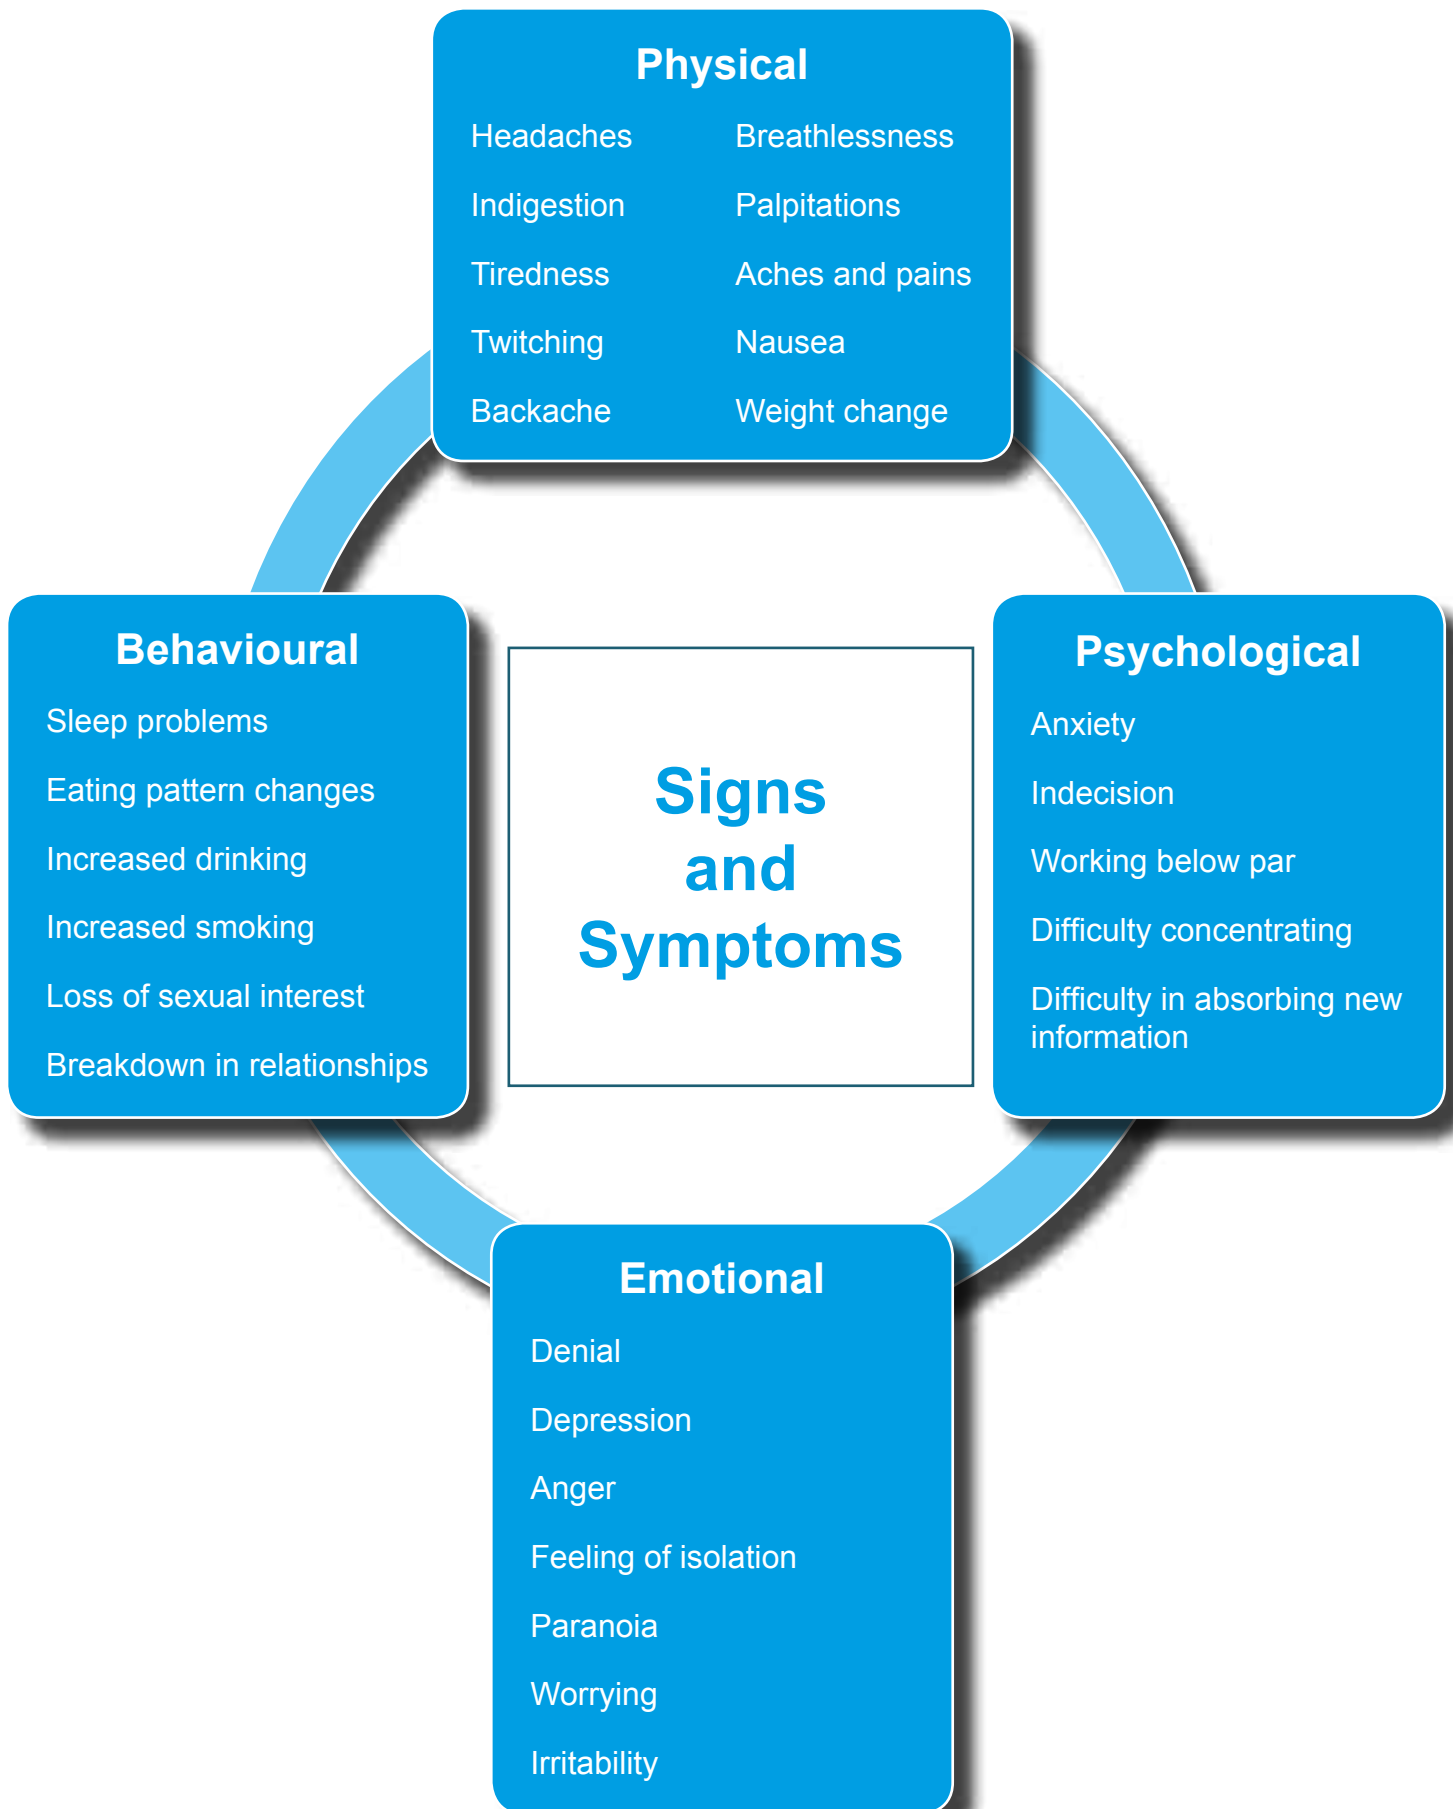 Physical
Headaches
Indigestion
Tiredness
Twitching
Backache
Breathlessness
Palpitations
Aches and pains
Nausea
Weight change
Behavioural
Sleep problems
Eating pattern changes
Increased drinking
Increased smoking
Loss of sexual interest
Breakdown in relationships
Signs
and
Symptoms
Psychological
Anxiety
Indecision
Working below par
Difficulty concentrating
Difficulty in absorbing new
information
Emotional
Denial
Depression
Anger
Feeling of isolation
Paranoia
Worrying
Irritability